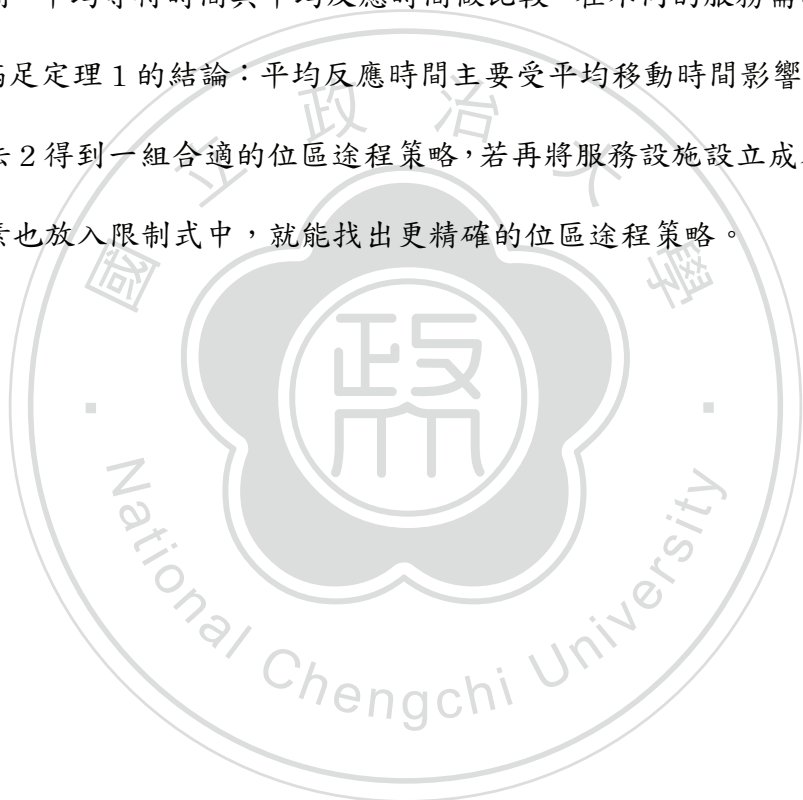 平均等待時間與平均反應時間做比較
在不同的服務需
足定理1的結論：平均反應時間主要受平均移動時間影響
2得到一組合適的位區途程策略，若再將服務設施設立成
也放入限制式中，就能找出更精確的位區途程策略。
國立政治大學
政
National Chengchi University